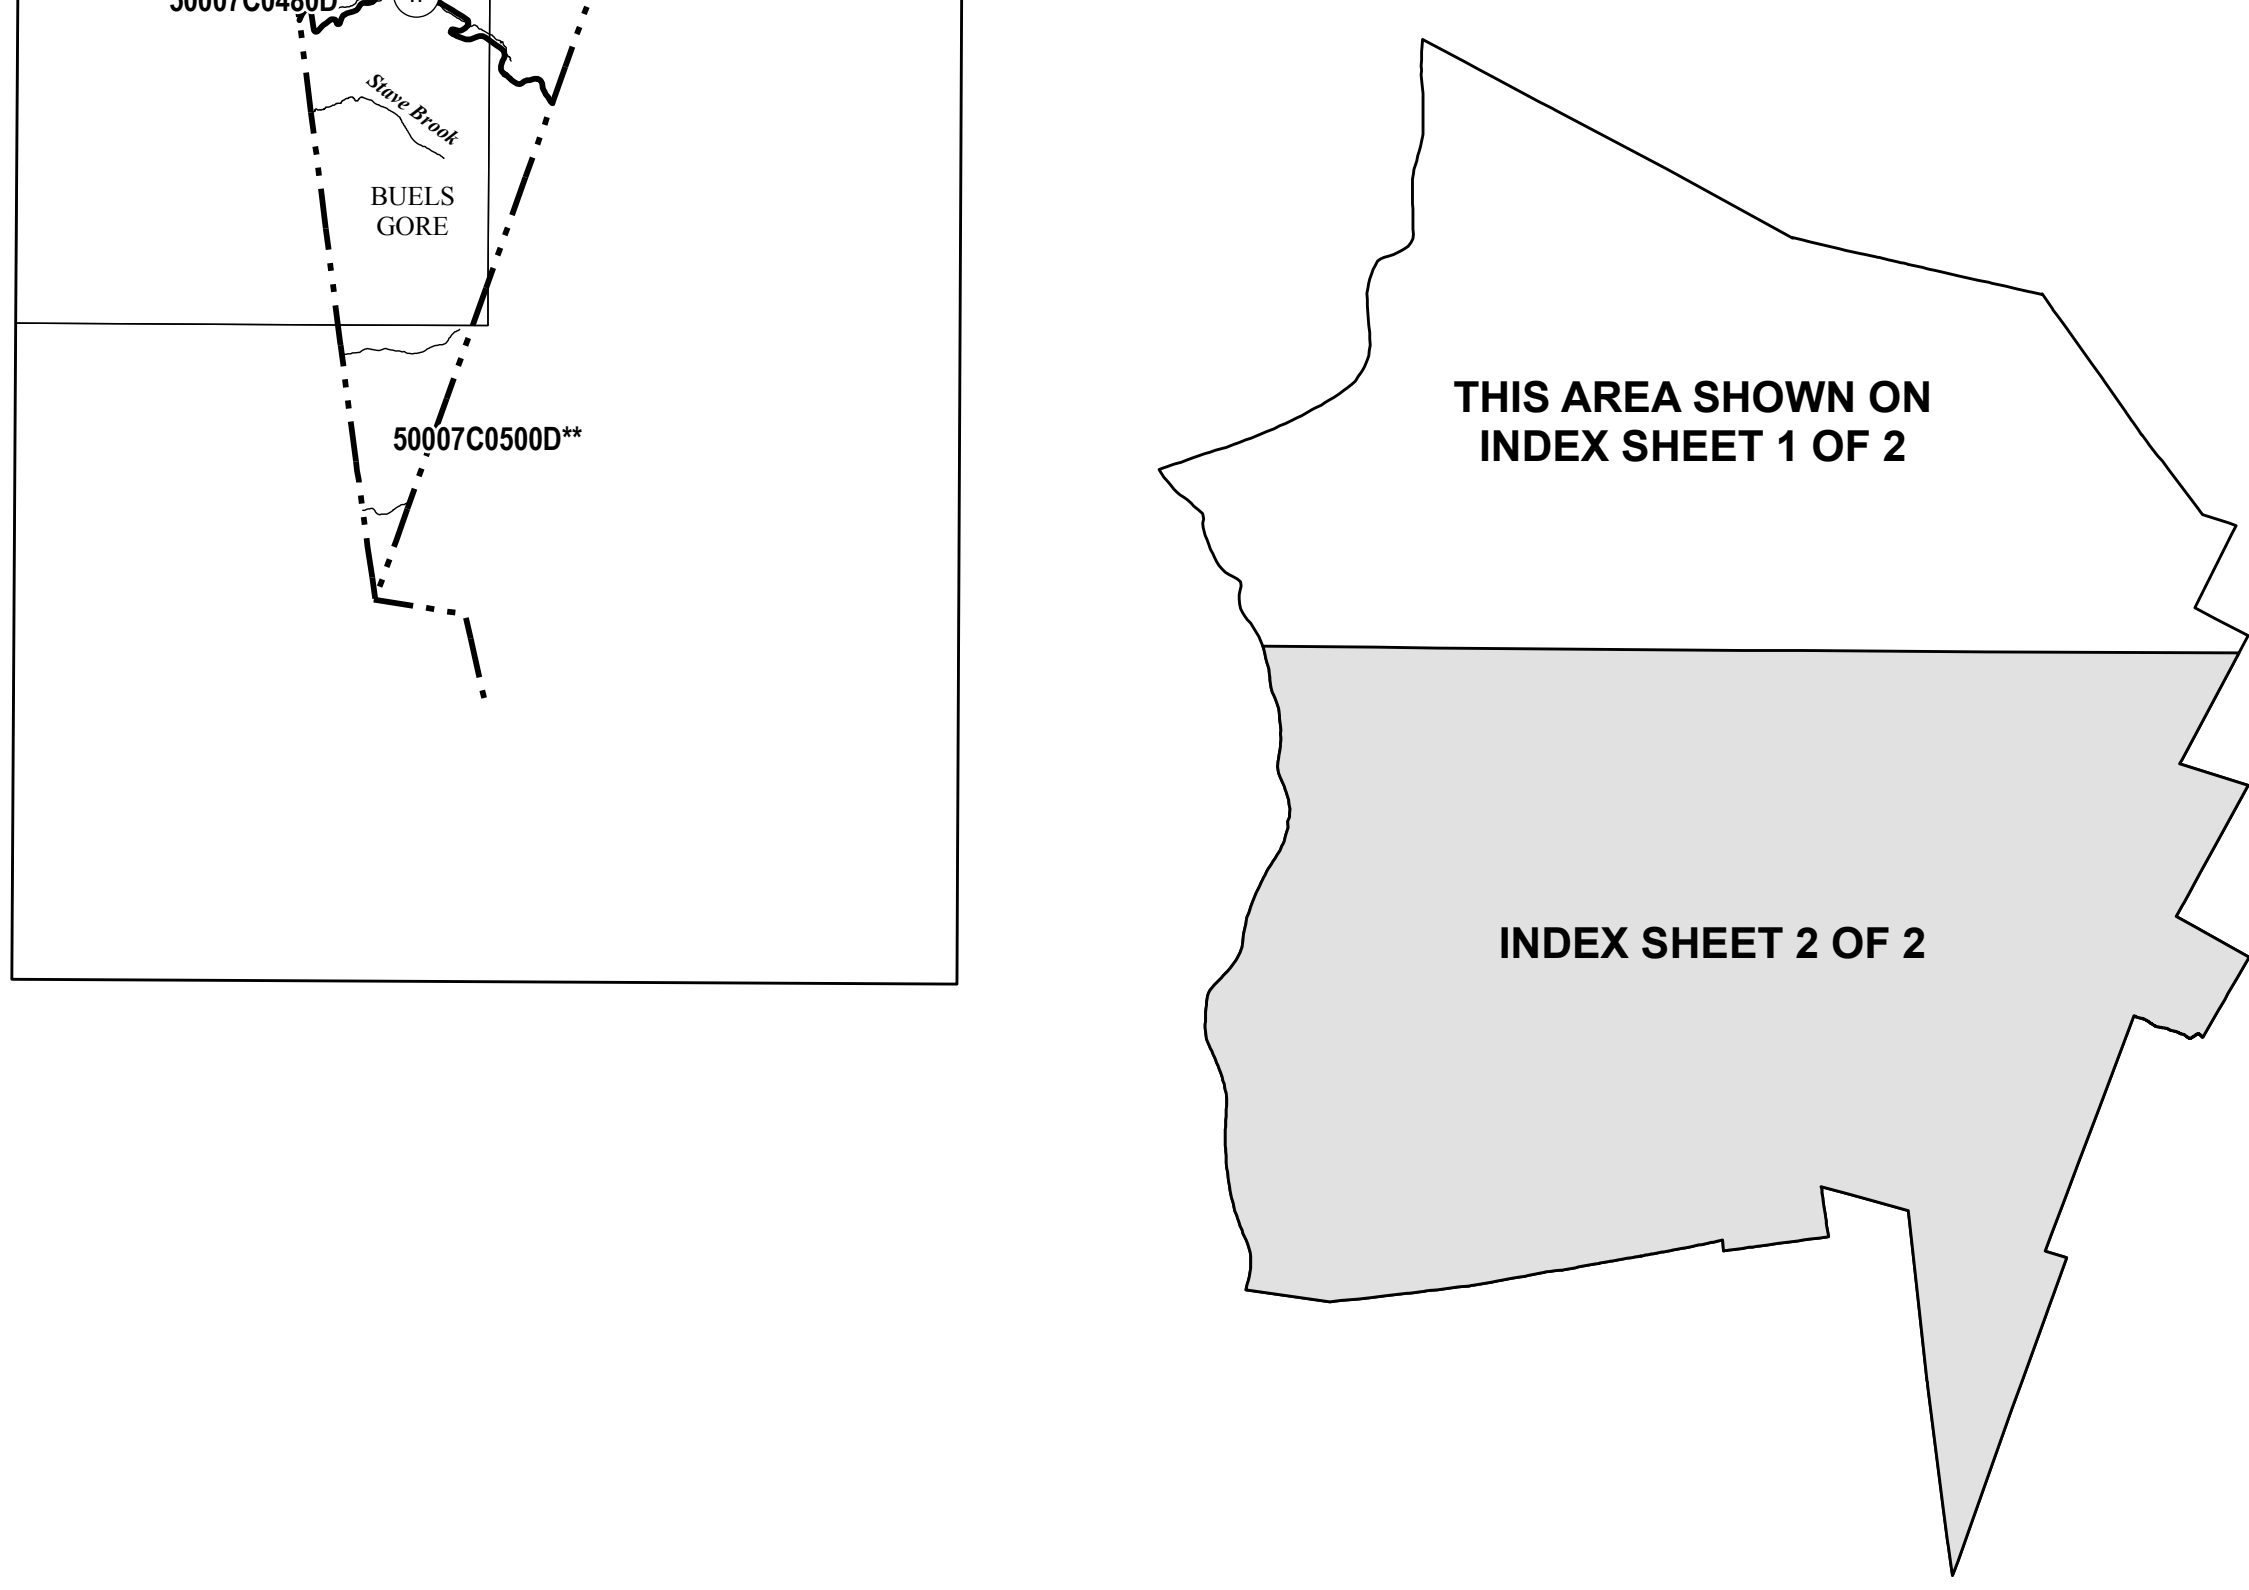 50007C0480D
Stave Brook
BUELS
GORE
50007C0500D**
THIS AREA SHOWN ON
INDEX SHEET 1 OF 2
INDEX SHEET 2 OF 2